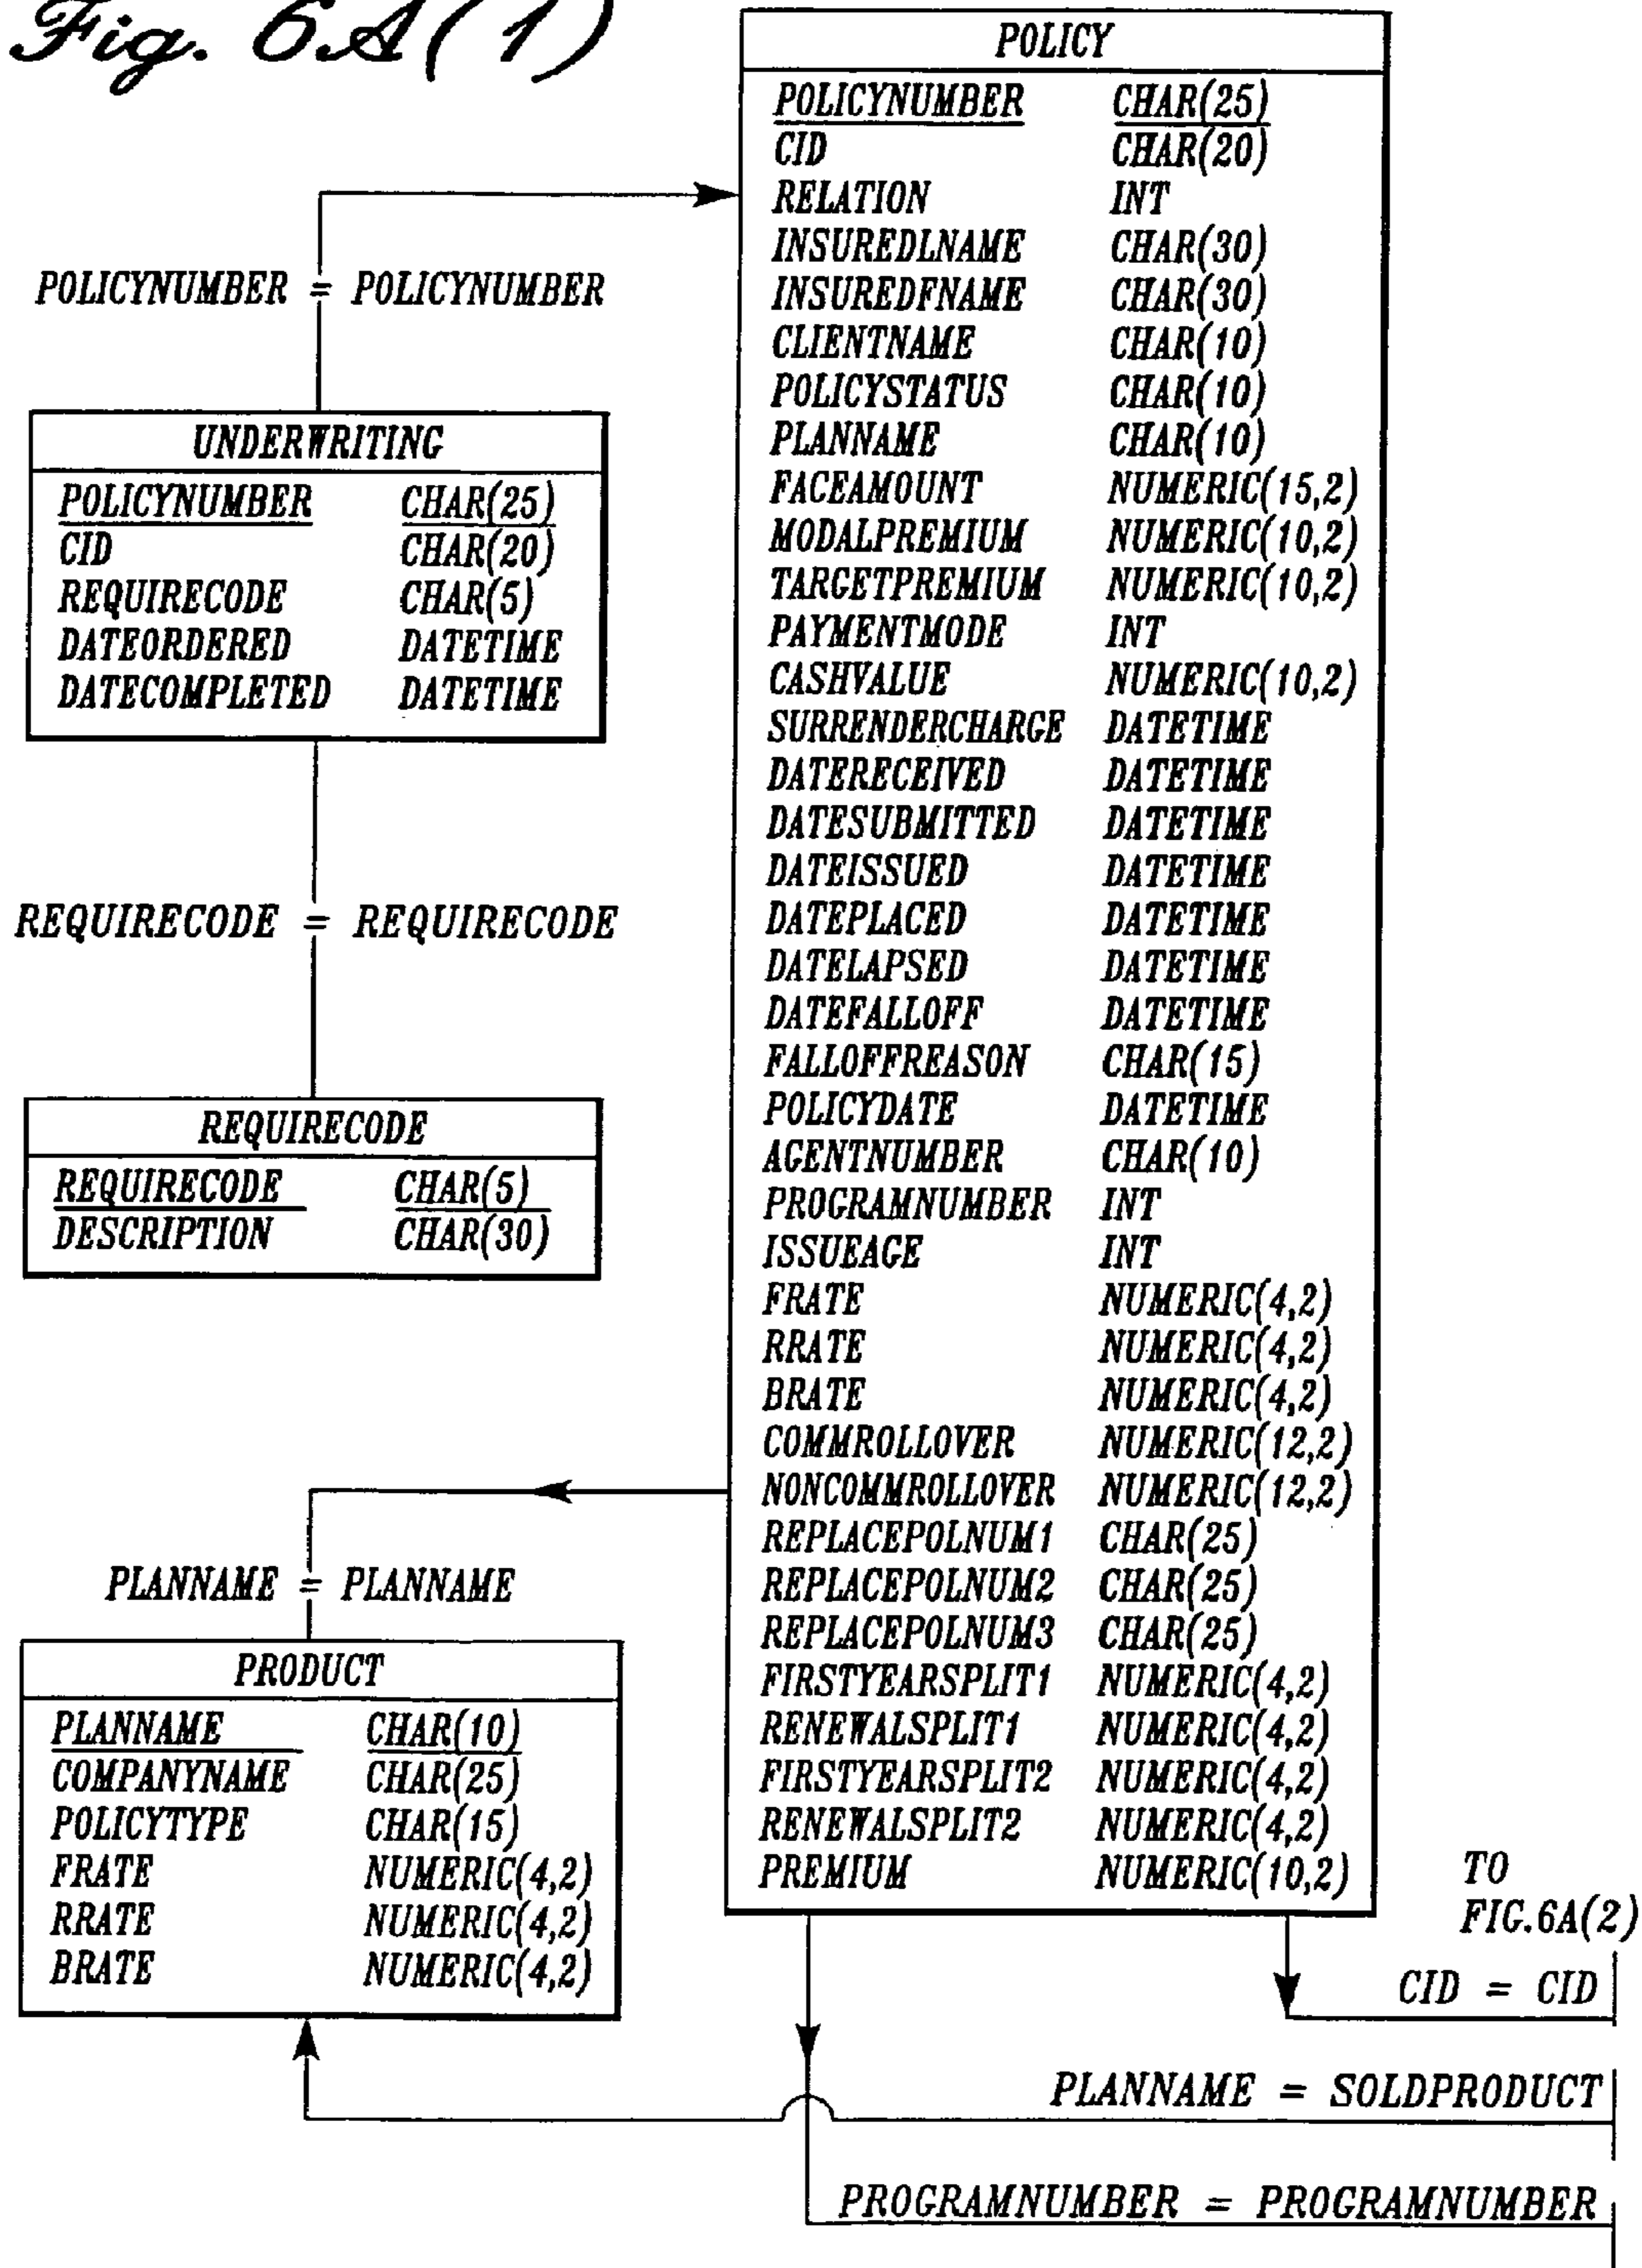 Fig. 6A(1)
POLICY
POLICYNUMBER CHAR(25)
CID CHAR(20)
RELATION INT
INSUREDLNAME CHAR(30)
INSUREDFNAME CHAR(30)
CLIENTNAME CHAR(10)
POLICYSTATUS CHAR(10)
PLANNAME CHAR(10)
FACEAMOUNT NUMERIC(15,2)
MODALPREMIUM NUMERIC(10,2)
TARGETPREMIUM NUMERIC(10,2)
PAYMENTMODE INT
CASHVALUE NUMERIC(10,2)
SURRENDERCHARGE DATETIME
DATERECEIVED DATETIME
DATESUBMITTED DATETIME
DATEISSUED DATETIME
DATEPLACED DATETIME
DATELAPSED DATETIME
DATEFALLOFF DATETIME
FALLOFFREASON CHAR(15)
POLICYDATE DATETIME
AGENTNUMBER CHAR(10)
PROGRAMNUMBER INT
ISSUEAGE INT
FRATE NUMERIC(4,2)
RRATE NUMERIC(4,2)
BRATE NUMERIC(4,2)
COMMROLLOVER NUMERIC(12,2)
NONCOMMROLLOVER NUMERIC(12,2)
REPLACEPOLNUM1 CHAR(25)
REPLACEPOLNUM2 CHAR(25)
REPLACEPOLNUM3 CHAR(25)
FIRSTYEARSPLIT1 NUMERIC(4,2)
RENEWALSPLIT1 NUMERIC(4,2)
FIRSTYEARSPLIT2 NUMERIC(4,2)
RENEWALSPLIT2 NUMERIC(4,2)
PREMIUM NUMERIC(10,2)
POLICYNUMBER = POLICYNUMBER
UNDERWRITING
POLICYNUMBER CHAR(25)
CID CHAR(20)
REQUIRECODE CHAR(5)
DATEORDERED DATETIME
DATECOMPLETED DATETIME
REQUIRECODE = REQUIRECODE
REQUIRECODE
REQUIRECODE CHAR(5)
DESCRIPTION CHAR(30)
PLANNAME = PLANNAME
PRODUCT
PLANNAME CHAR(10)
COMPANYNAME CHAR(25)
POLICYTYPE CHAR(15)
FRATE NUMERIC(4,2)
RRATE NUMERIC(4,2)
BRATE NUMERIC(4,2)
TO
FIG.6A(2)
CID = CID
PLANNAME = SOLDPRODUCT
PROGRAMNUMBER = PROGRAMNUMBER